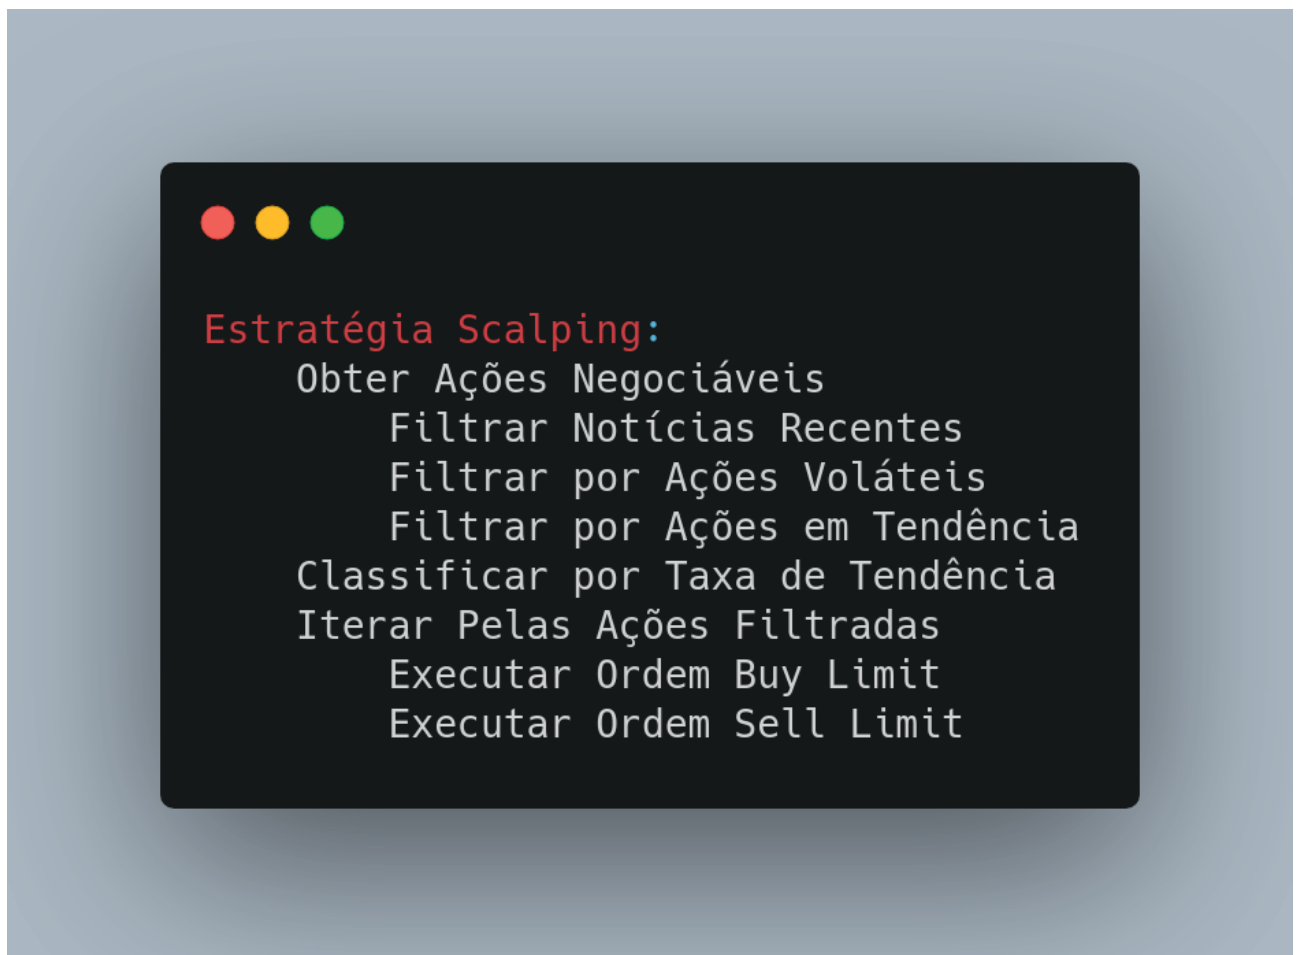 Estratégia Scalping:
Obter Ações Negociáveis
Filtrar Notícias Recentes
Filtrar por Ações Voláteis
Filtrar por Ações em Tendência
Classificar por Taxa de Tendência
Iterar Pelas Ações Filtradas
Executar Ordem Buy Limit
Executar Ordem Sell Limit